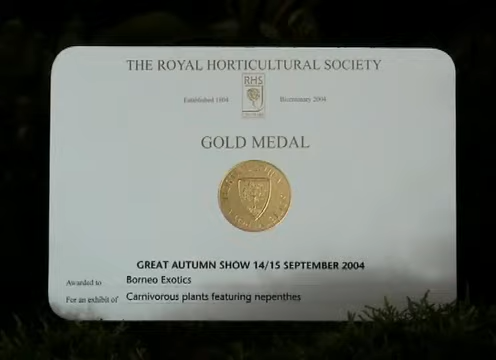 THE ROYAL HORTICULTURAL SOCIETY
RHS
Established 1804
Bicentenary 2004
GOLD MEDAL
GREAT AUTUMN SHOW 14/15 SEPTEMBER 2004
Awarded to Borneo Exotics
For an exhibit of Carnivorous plants featuring nepenthes